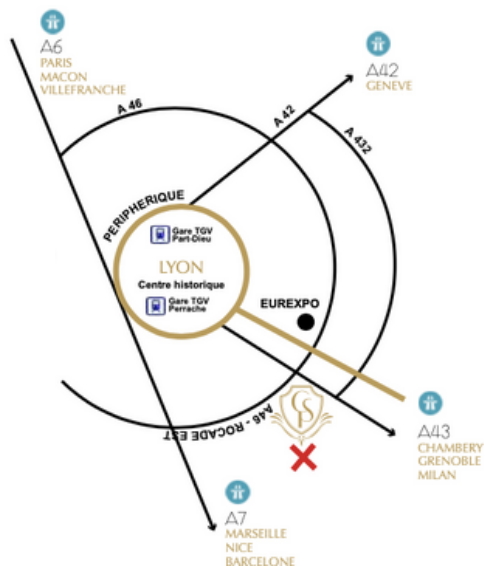 A6
PARIS
MACON
VILLEFRANCHE
A42
GENEVE
A 46
A 42
A 432
PERIPHERIQUE
Gare TGV
Part-Dieu
LYON
Centre historique
Gare TGV
Perrache
EUREXPO
A46 - ROCADE EST
CSP
A43
CHAMBERY
GRENOBLE
MILAN
A7
MARSEILLE
NICE
BARCELONE